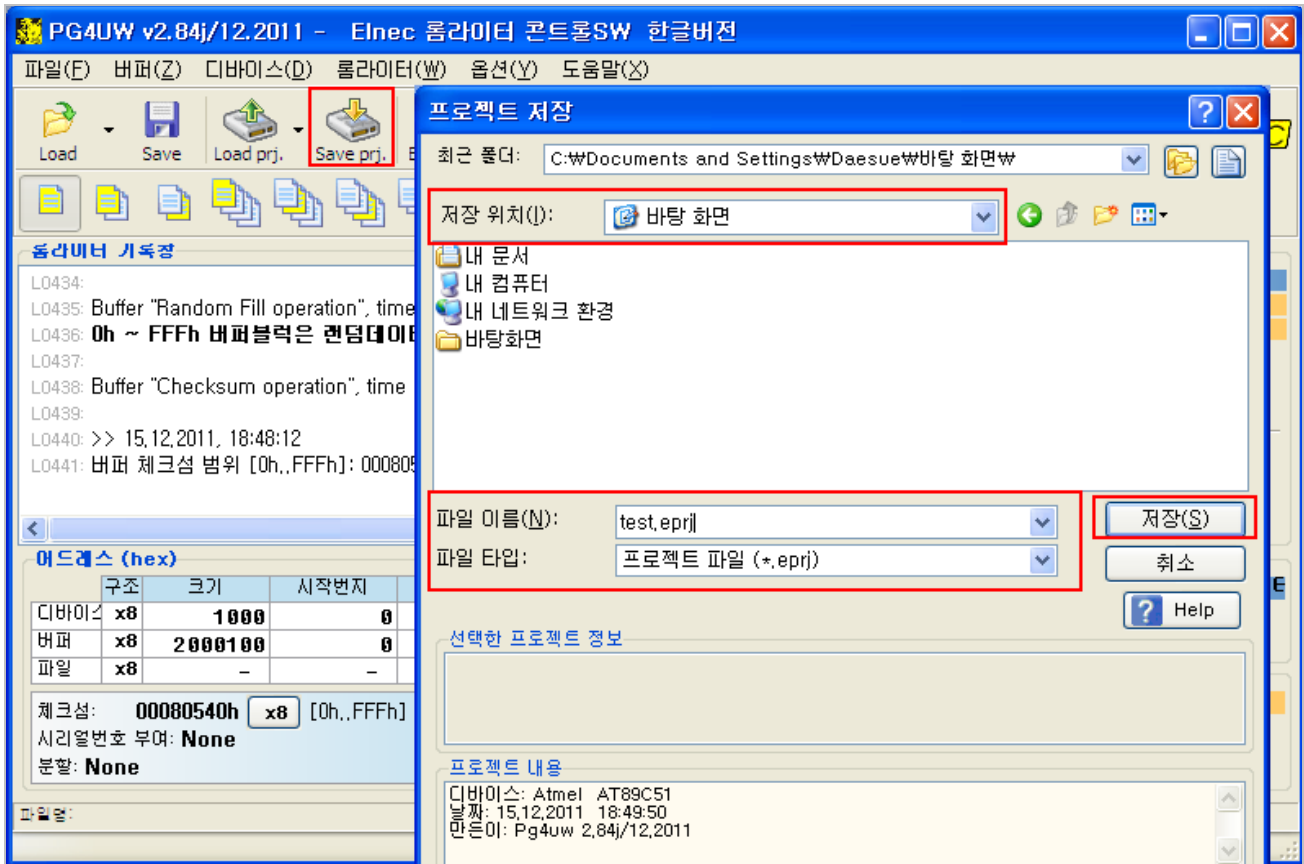 PG4UW v2.84j/12.2011 - Elnec 롬라이터 콘트롤SW 한글버전
파일(F) 버퍼(Z) 디바이스(D) 롬라이터(W) 옵션(Y) 도움말(X)
Load Save Load prj. Save prj.
롬라이터 기록장
L0434:
L0435: Buffer "Random Fill operation", time
L0436: 0h ~ FFFh 버퍼블럭은 랜덤데이터
L0437:
L0438: Buffer "Checksum operation", time
L0439:
L0440: >> 15,12,2011, 18:48:12
L0441: 버퍼 체크섬 범위 [0h,,FFFh]: 000805
어드레스 (hex)
구조 크기 시작번지
디바이스 x8 1000 0
버퍼 x8 2000100 0
파일 x8 – –
체크섬: 00080540h x8 [0h,,FFFh]
시리얼번호 부여: None
분할: None
파일명:
프로젝트 저장
최근 폴더: C:₩Documents and Settings₩Daesue₩바탕 화면₩
저장 위치(I): 바탕 화면
내 문서
내 컴퓨터
내 네트워크 환경
바탕화면
파일 이름(N): test,eprj 저장(S)
파일 타입: 프로젝트 파일 (*,eprj) 취소
Help
선택한 프로젝트 정보
프로젝트 내용
디바이스: Atmel AT89C51
날짜: 15,12,2011 18:49:50
만든이: Pg4uw 2,84j/12,2011